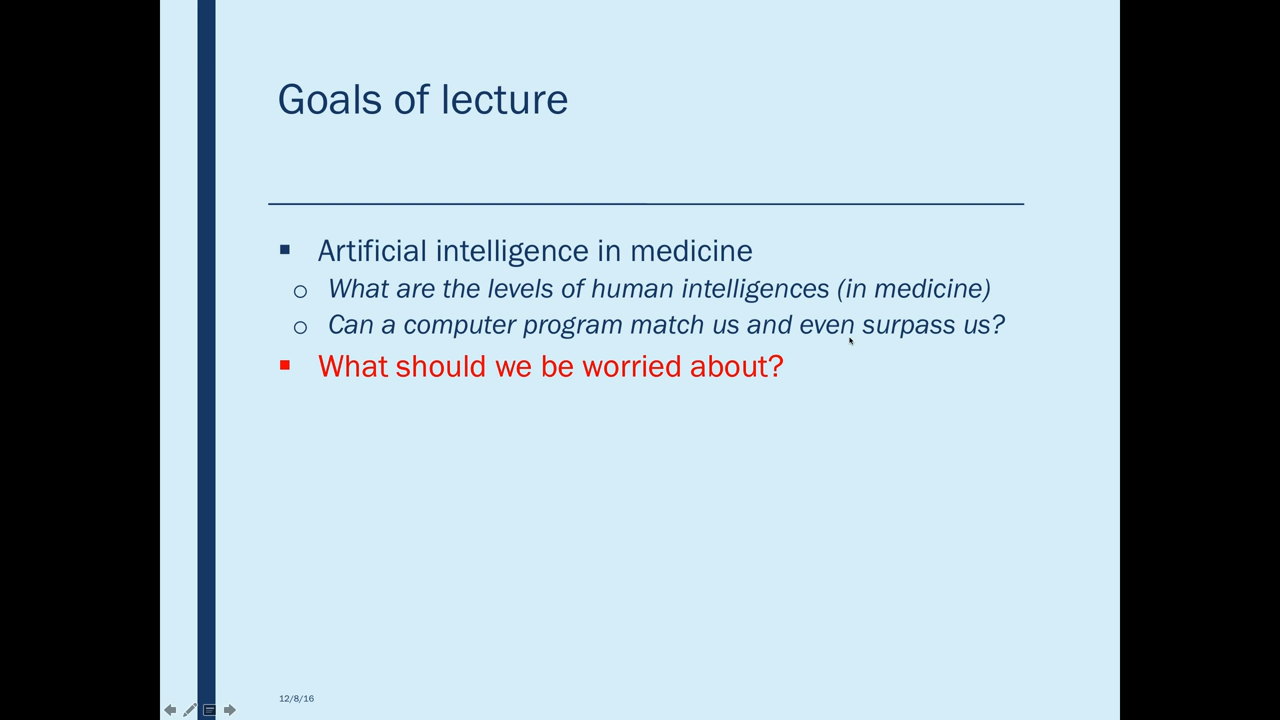 Goals of lecture
▪ Artificial intelligence in medicine
o What are the levels of human intelligences (in medicine)
o Can a computer program match us and even surpass us?
▪ What should we be worried about?
12/8/16